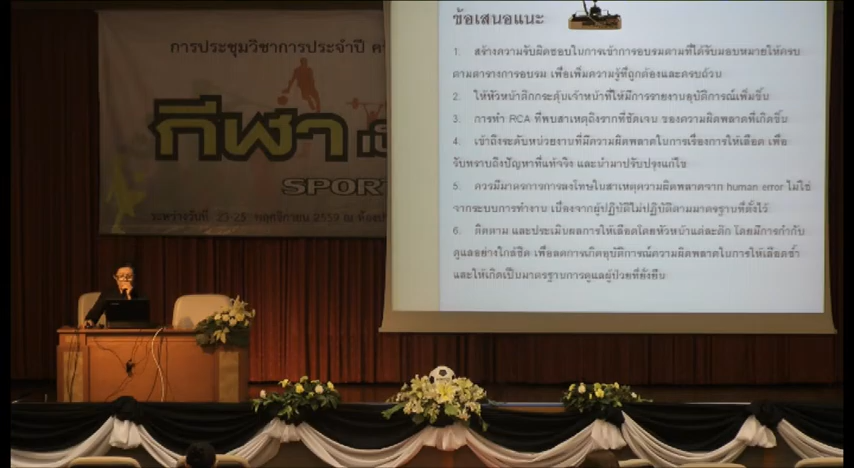 การประชุมวิชาการประจำปี
กีฬา
SPORT
ระหว่างวันที่ 23-25 พฤศจิกายน 2559 ณ ห้อง
ข้อเสนอแนะ
1. สร้างความรับผิดชอบในการเข้าการอบรมตามที่ได้รับมอบหมายให้ครบ
ตามตารางการอบรม เพื่อเพิ่มความรู้ที่ถูกต้องและครบถ้วน
2. ให้หัวหน้าตึกกระตุ้นเจ้าหน้าที่ให้มีการรายงานอุบัติการณ์เพิ่มขึ้น
3. การทำ RCA ที่พบสาเหตุถึงรากที่ชัดเจน ของความผิดพลาดที่เกิดขึ้น
4. เข้าถึงระดับหน่วยงานที่มีความผิดพลาดในการเรื่องการให้เลือด เพื่อ
รับทราบถึงปัญหาที่แท้จริง และนำมาปรับปรุงแก้ไข
5. ควรมีมาตรการการลงโทษในสาเหตุความผิดพลาดจาก human error ไม่ใช่
จากระบบการทำงาน เนื่องจากผู้ปฏิบัติไม่ปฏิบัติตามมาตรฐานที่ตั้งไว้
6. ติดตาม และประเมินผลการให้เลือดโดยหัวหน้าแต่ละตึก โดยมีการกำกับ
ดูแลอย่างใกล้ชิด เพื่อลดการเกิดอุบัติการณ์ความผิดพลาดในการให้เลือดซ้ำ
และให้เกิดเป็นมาตรฐานการดูแลผู้ป่วยที่ยั่งยืน